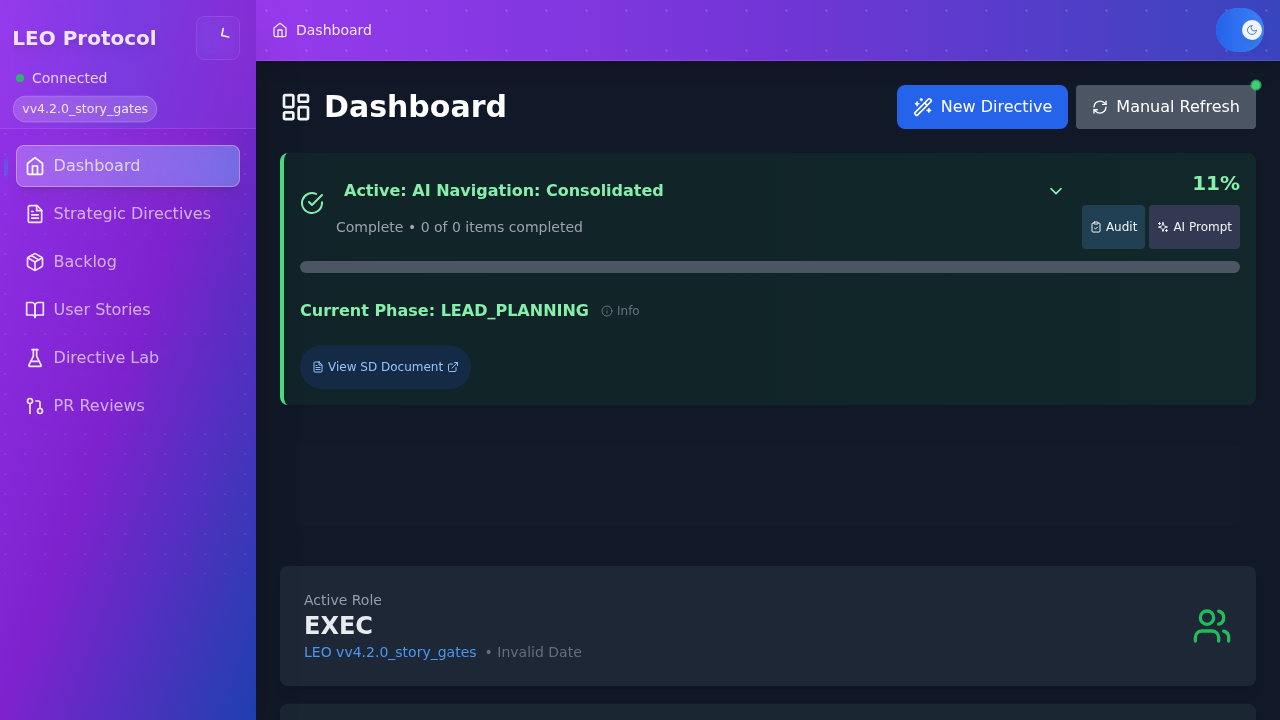 LEO Protocol
Connected
vv4.2.0_story_gates
Dashboard
Strategic Directives
Backlog
User Stories
Directive Lab
PR Reviews
Dashboard
Dashboard
New Directive
Manual Refresh
Active: AI Navigation: Consolidated
11%
Complete • 0 of 0 items completed
Audit
AI Prompt
Current Phase: LEAD_PLANNING
Info
View SD Document
Active Role
EXEC
LEO vv4.2.0_story_gates • Invalid Date